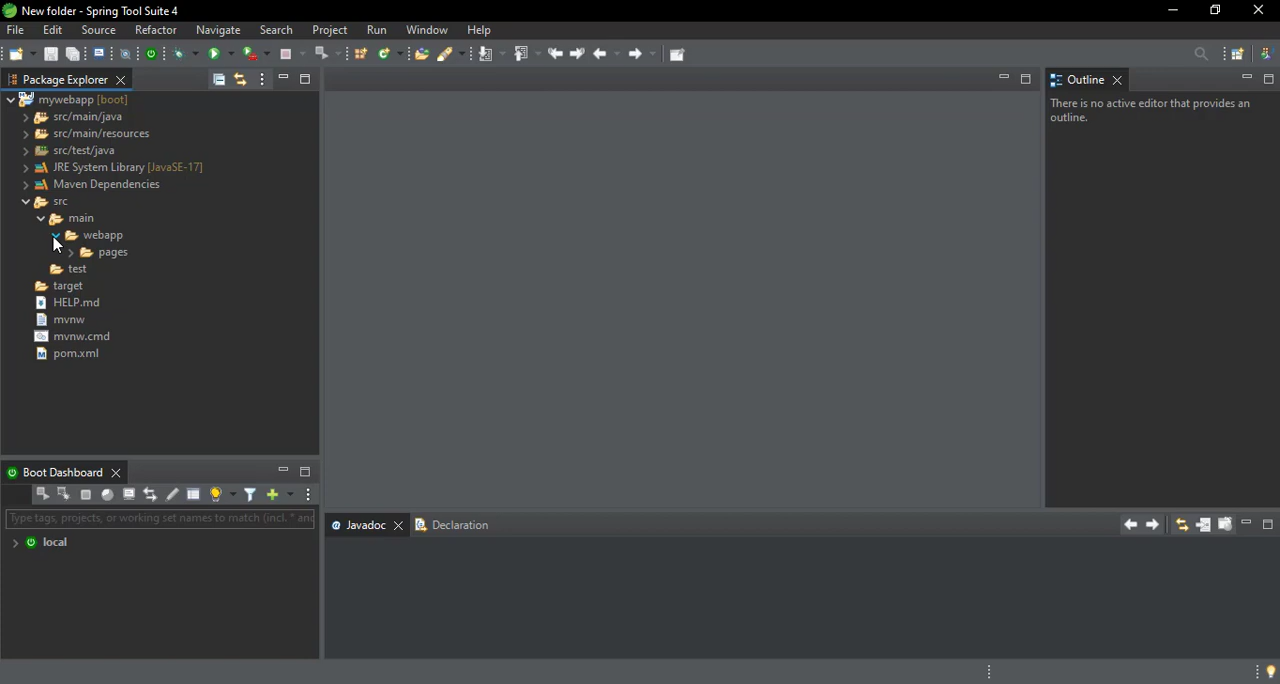 New folder - Spring Tool Suite 4
File Edit Source Refactor Navigate Search Project Run Window Help
Package Explorer
mywebapp [boot]
src/main/java
src/main/resources
src/test/java
JRE System Library [JavaSE-17]
Maven Dependencies
src
main
webapp
pages
test
target
HELP.md
mvnw
mvnw.cmd
pom.xml
Outline
There is no active editor that provides an
outline.
Boot Dashboard
Type tags, projects, or working set names to match (incl. * and
local
@ Javadoc Declaration